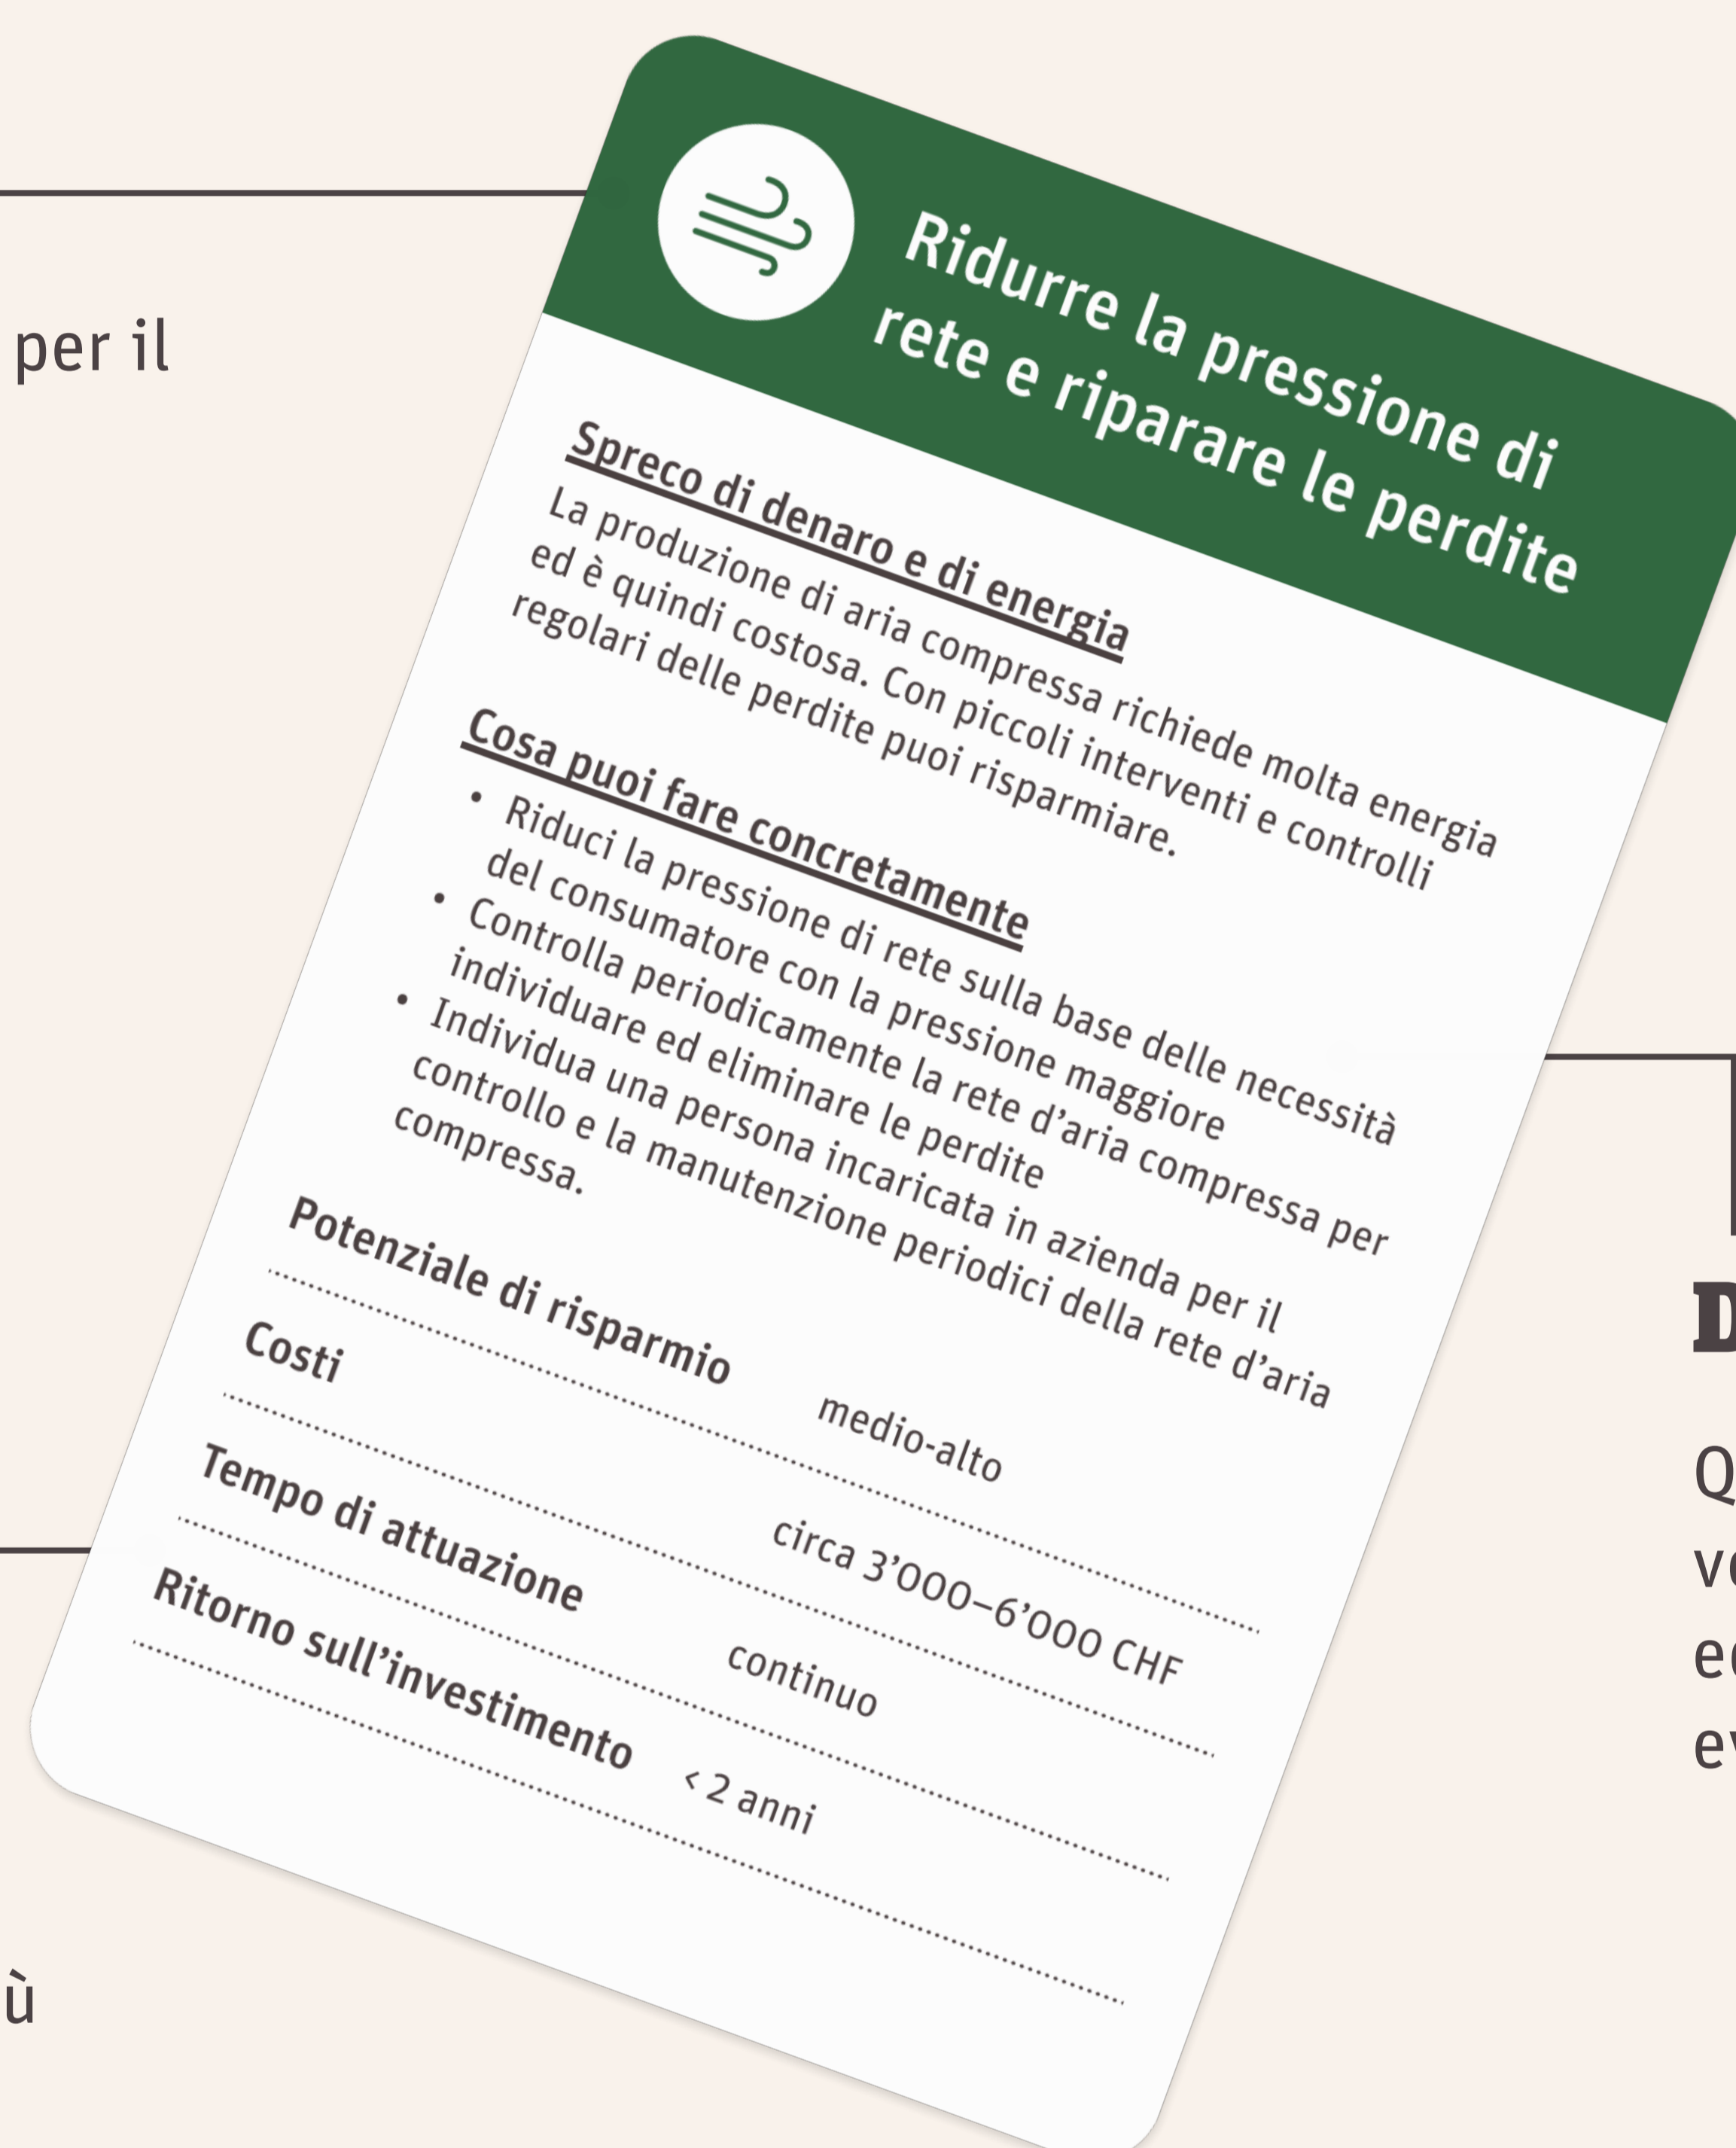 per il
Ridurre la pressione di
rete e riparare le perdite
Spreco di denaro e di energia
La produzione di aria compressa richiede molta energia
ed è quindi costosa. Con piccoli interventi e controlli
regolari delle perdite puoi risparmiare.
Cosa puoi fare concretamente
• Riduci la pressione di rete sulla base delle necessità
del consumatore con la pressione maggiore
• Controlla periodicamente la rete d’aria compressa per
individuare ed eliminare le perdite
• Individua una persona incaricata in azienda per il
controllo e la manutenzione periodici della rete d’aria
compressa.
Potenziale di risparmio medio-alto
Costi circa 3’000–6’000 CHF
Tempo di attuazione continuo
Ritorno sull’investimento < 2 anni
ù